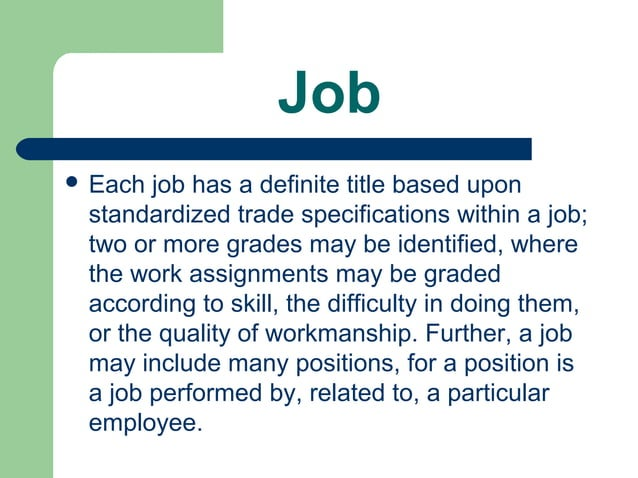 Job
Each job has a definite title based upon
standardized trade specifications within a job;
two or more grades may be identified, where
the work assignments may be graded
according to skill, the difficulty in doing them,
or the quality of workmanship. Further, a job
may include many positions, for a position is
a job performed by, related to, a particular
employee.